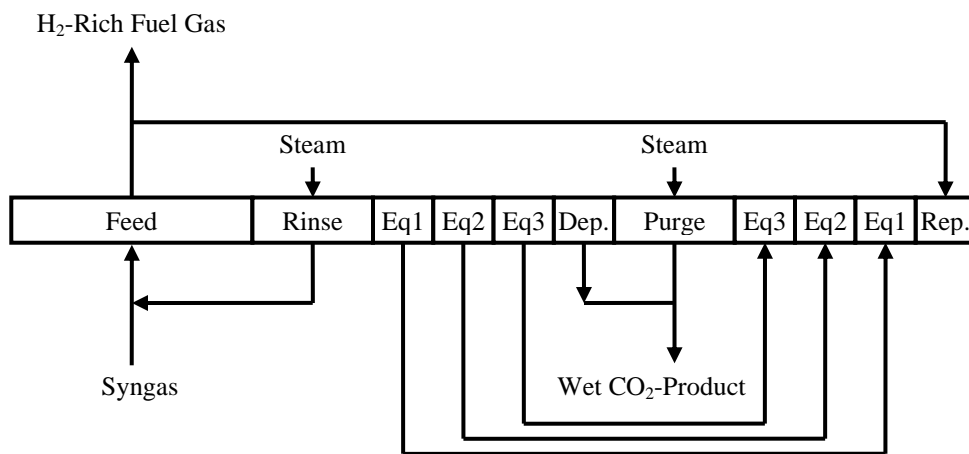 H₂-Rich Fuel Gas
Steam Steam
Feed Rinse Eq1 Eq2 Eq3 Dep. Purge Eq3 Eq2 Eq1 Rep.
Syngas Wet CO₂-Product